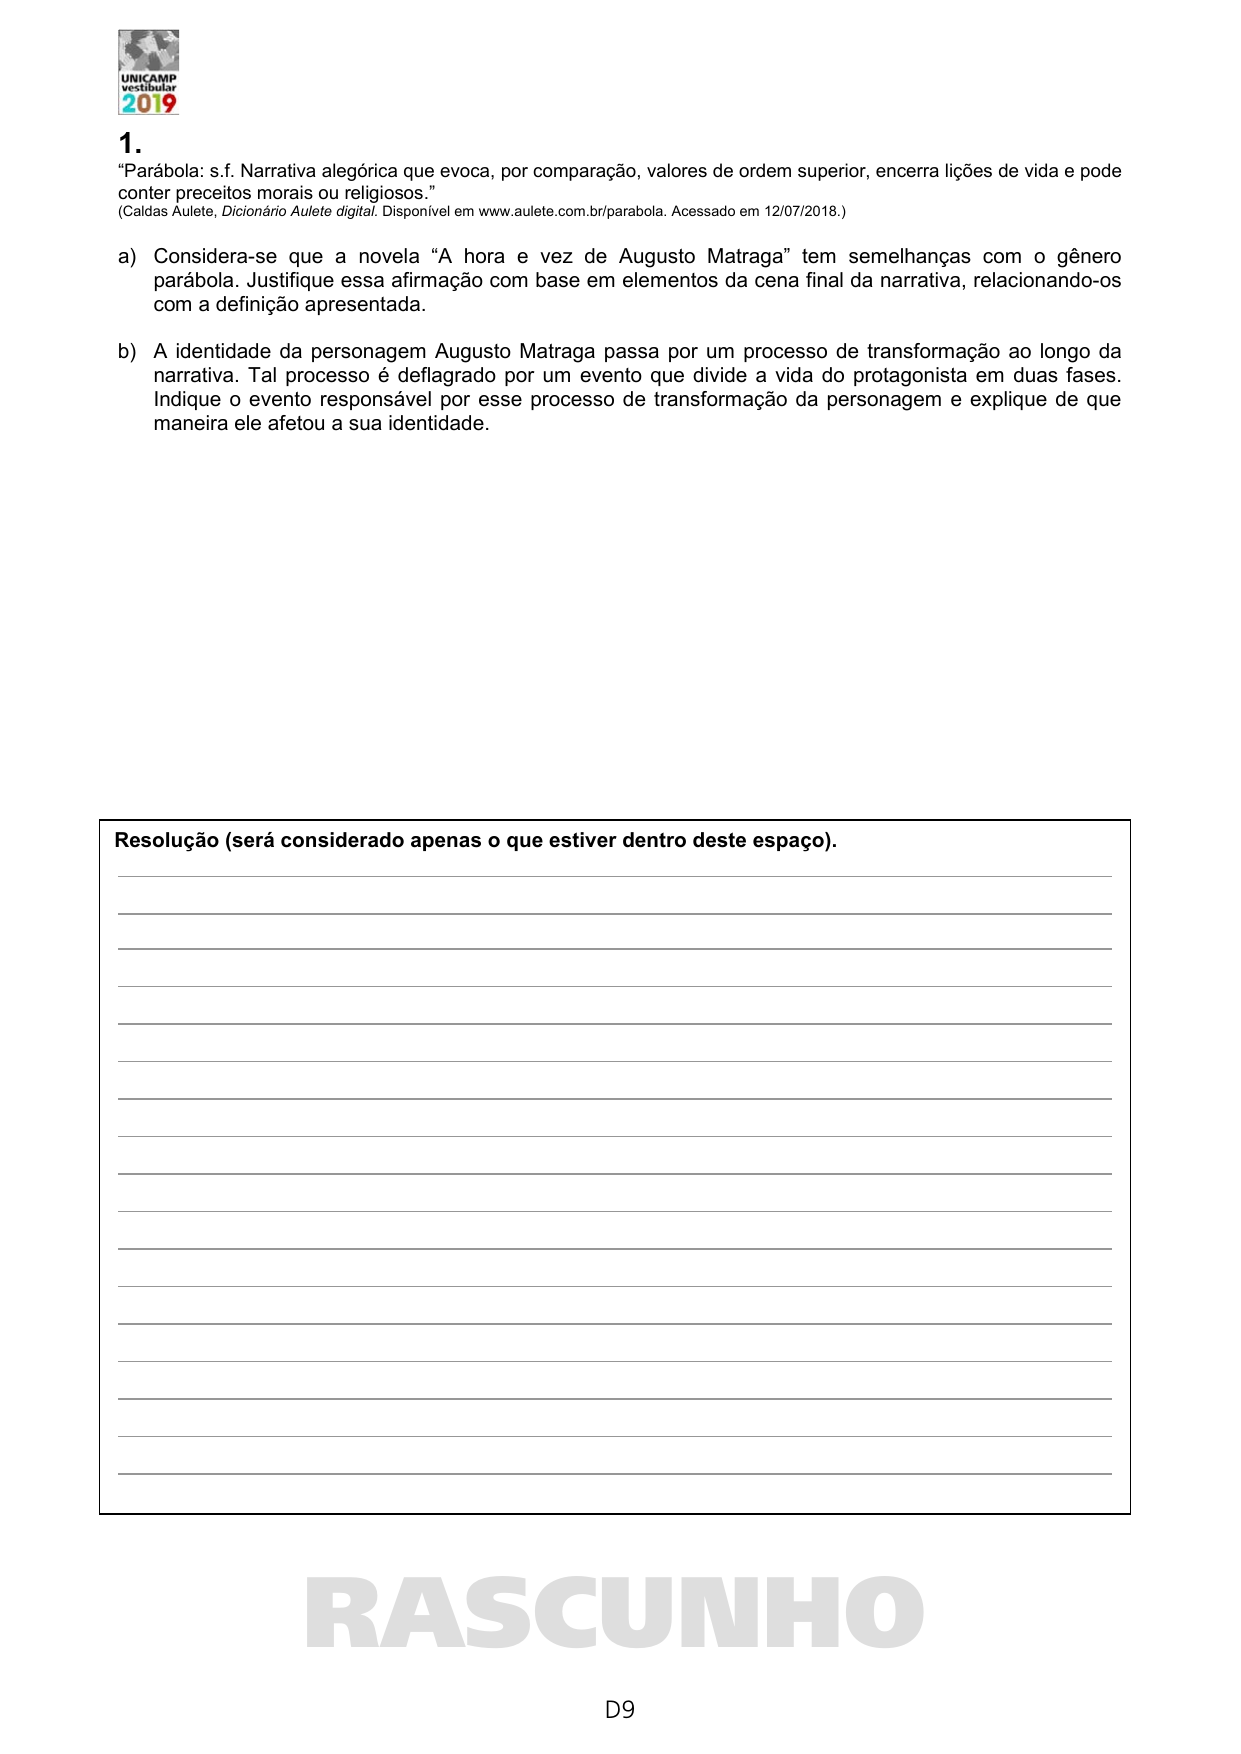 UNICAMP
vestibular
2019
1.
“Parábola: s.f. Narrativa alegórica que evoca, por comparação, valores de ordem superior, encerra lições de vida e pode
conter preceitos morais ou religiosos.”
(Caldas Aulete, Dicionário Aulete digital. Disponível em www.aulete.com.br/parabola. Acessado em 12/07/2018.)
a) Considera-se que a novela “A hora e vez de Augusto Matraga” tem semelhanças com o gênero
parábola. Justifique essa afirmação com base em elementos da cena final da narrativa, relacionando-os
com a definição apresentada.
b) A identidade da personagem Augusto Matraga passa por um processo de transformação ao longo da
narrativa. Tal processo é deflagrado por um evento que divide a vida do protagonista em duas fases.
Indique o evento responsável por esse processo de transformação da personagem e explique de que
maneira ele afetou a sua identidade.
Resolução (será considerado apenas o que estiver dentro deste espaço).
RASCUNHO
D9